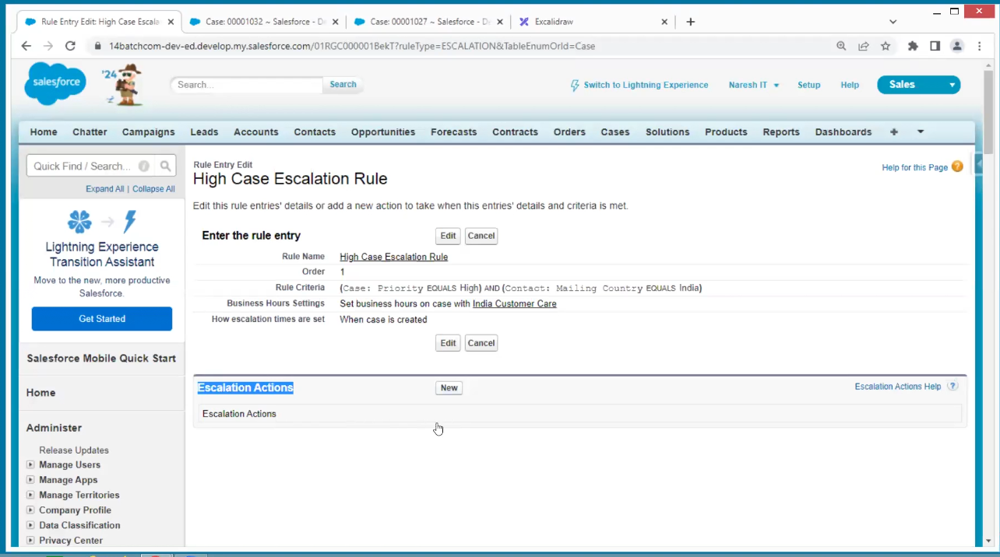 Rule Entry Edit: High Case Escala
Case: 00001032 ~ Salesforce - De
Case: 00001027 ~ Salesforce - De
Excalidraw
14batchcom-dev-ed.develop.my.salesforce.com/01RGC000001BekT?ruleType=ESCALATION&TableEnumOrId=Case
salesforce
'24
Search...
Search
Switch to Lightning Experience
Naresh IT
Setup
Help
Sales
Home Chatter Campaigns Leads Accounts Contacts Opportunities Forecasts Contracts Orders Cases Solutions Products Reports Dashboards
Quick Find / Search...
Expand All | Collapse All
Lightning Experience
Transition Assistant
Move to the new, more productive
Salesforce.
Get Started
Salesforce Mobile Quick Start
Home
Administer
Release Updates
Manage Users
Manage Apps
Manage Territories
Company Profile
Data Classification
Privacy Center
Rule Entry Edit
High Case Escalation Rule
Help for this Page
Edit this rule entries' details or add a new action to take when this entries' details and criteria is met.
Enter the rule entry
Edit Cancel
Rule Name High Case Escalation Rule
Order 1
Rule Criteria (Case: Priority EQUALS High) AND (Contact: Mailing Country EQUALS India)
Business Hours Settings Set business hours on case with India Customer Care
How escalation times are set When case is created
Edit Cancel
Escalation Actions
New
Escalation Actions Help
Escalation Actions